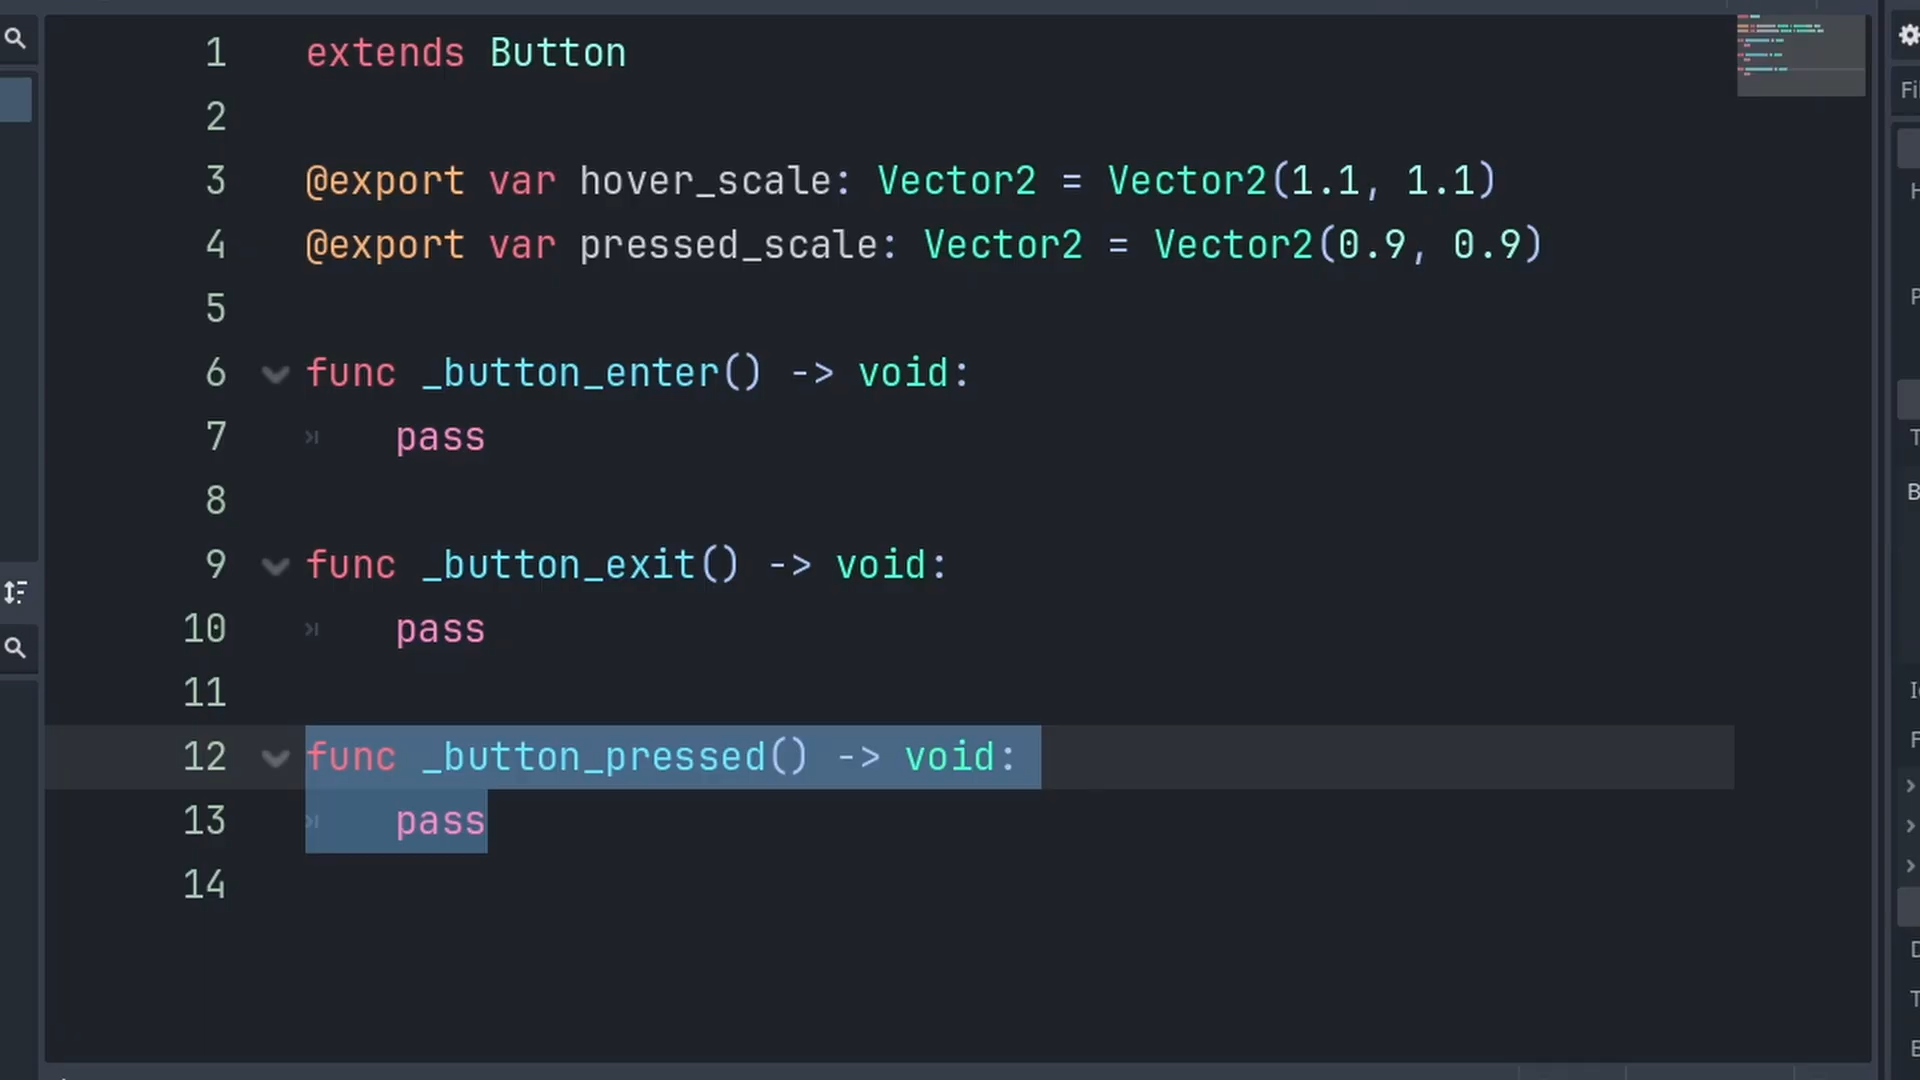 1 extends Button
2
3 @export var hover_scale: Vector2 = Vector2(1.1, 1.1)
4 @export var pressed_scale: Vector2 = Vector2(0.9, 0.9)
5
6 func _button_enter() -> void:
7 pass
8
9 func _button_exit() -> void:
10 pass
11
12 func _button_pressed() -> void:
13 pass
14